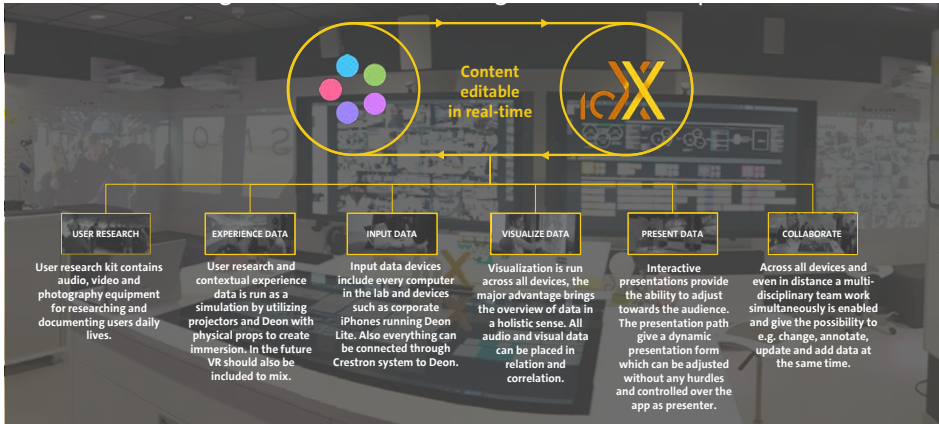 Content
editable
in real-time
ICXX
USER RESEARCH
User research kit contains
audio, video and
photography equipment
for researching and
documenting users daily
lives.
EXPERIENCE DATA
User research and
contextual experience
data is run as a
simulation by utilizing
projectors and Deon with
physical props to create
immersion. In the future
VR should also be
included to mix.
INPUT DATA
Input data devices
include every computer
in the lab and devices
such as corporate
iPhones running Deon
Lite. Also everything can
be connected through
Crestron system to Deon.
VISUALIZE DATA
Visualization is run
across all devices, the
major advantage brings
the overview of data in
a holistic sense. All
audio and visual data
can be placed in
relation and
correlation.
PRESENT DATA
Interactive
presentations provide
the ability to adjust
towards the audience.
The presentation path
give a dynamic
presentation form
which can be adjusted
without any hurdles
and controlled over the
app as presenter.
COLLABORATE
Across all devices and
even in distance a multi-
disciplinary team work
simultaneously is enabled
and give the possibility to
e.g. change, annotate,
update and add data at
the same time.